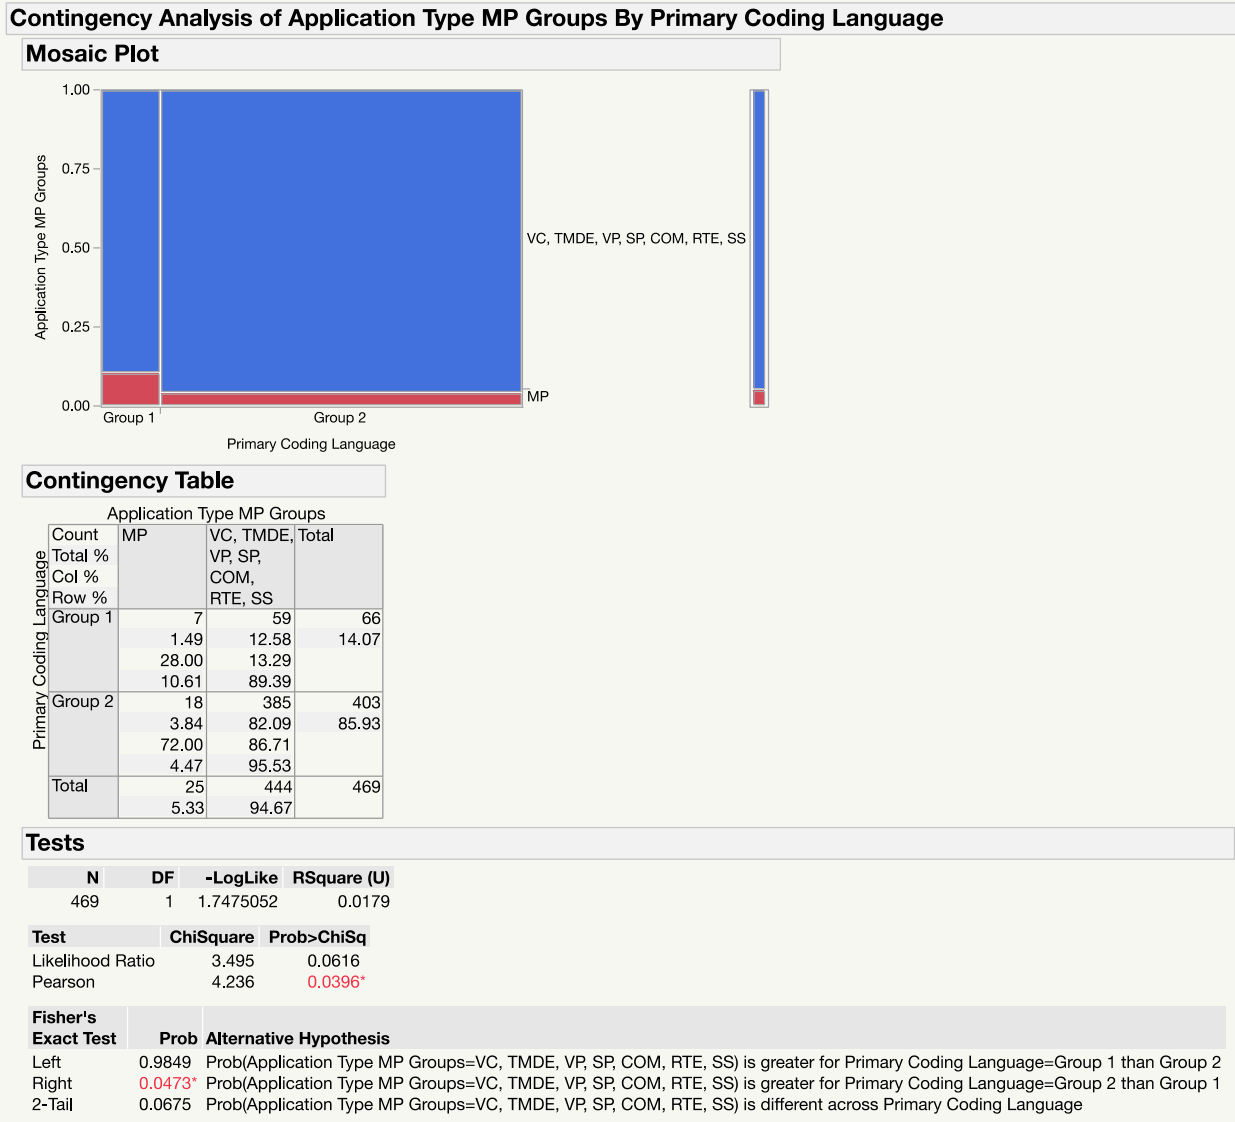 Contingency Analysis of Application Type MP Groups By Primary Coding Language
Mosaic Plot
1.00
0.75
0.50
0.25
0.00
Application Type MP Groups
VC, TMDE, VP, SP, COM, RTE, SS
MP
Group 1 Group 2
Primary Coding Language
Contingency Table
Application Type MP Groups
Primary Coding Language
Count MP VC, TMDE, Total
Total % VP, SP,
Col % COM,
Row % RTE, SS
Group 1 7 59 66
1.49 12.58 14.07
28.00 13.29
10.61 89.39
Group 2 18 385 403
3.84 82.09 85.93
72.00 86.71
4.47 95.53
Total 25 444 469
5.33 94.67
Tests
N DF -LogLike RSquare (U)
469 1 1.7475052 0.0179
Test ChiSquare Prob>ChiSq
Likelihood Ratio 3.495 0.0616
Pearson 4.236 0.0396*
Fisher's
Exact Test Prob Alternative Hypothesis
Left 0.9849 Prob(Application Type MP Groups=VC, TMDE, VP, SP, COM, RTE, SS) is greater for Primary Coding Language=Group 1 than Group 2
Right 0.0473* Prob(Application Type MP Groups=VC, TMDE, VP, SP, COM, RTE, SS) is greater for Primary Coding Language=Group 2 than Group 1
2-Tail 0.0675 Prob(Application Type MP Groups=VC, TMDE, VP, SP, COM, RTE, SS) is different across Primary Coding Language